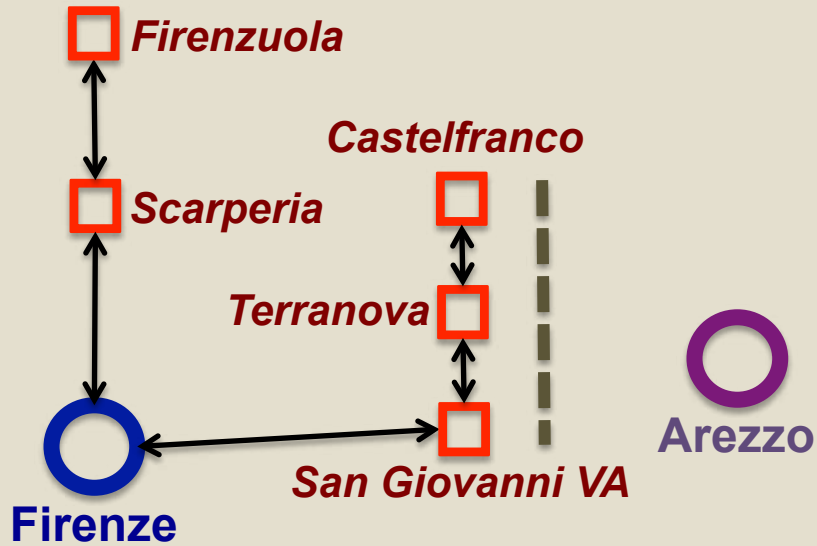 Firenzuola
Castelfranco
Scarperia
Terranova
Arezzo
San Giovanni VA
Firenze